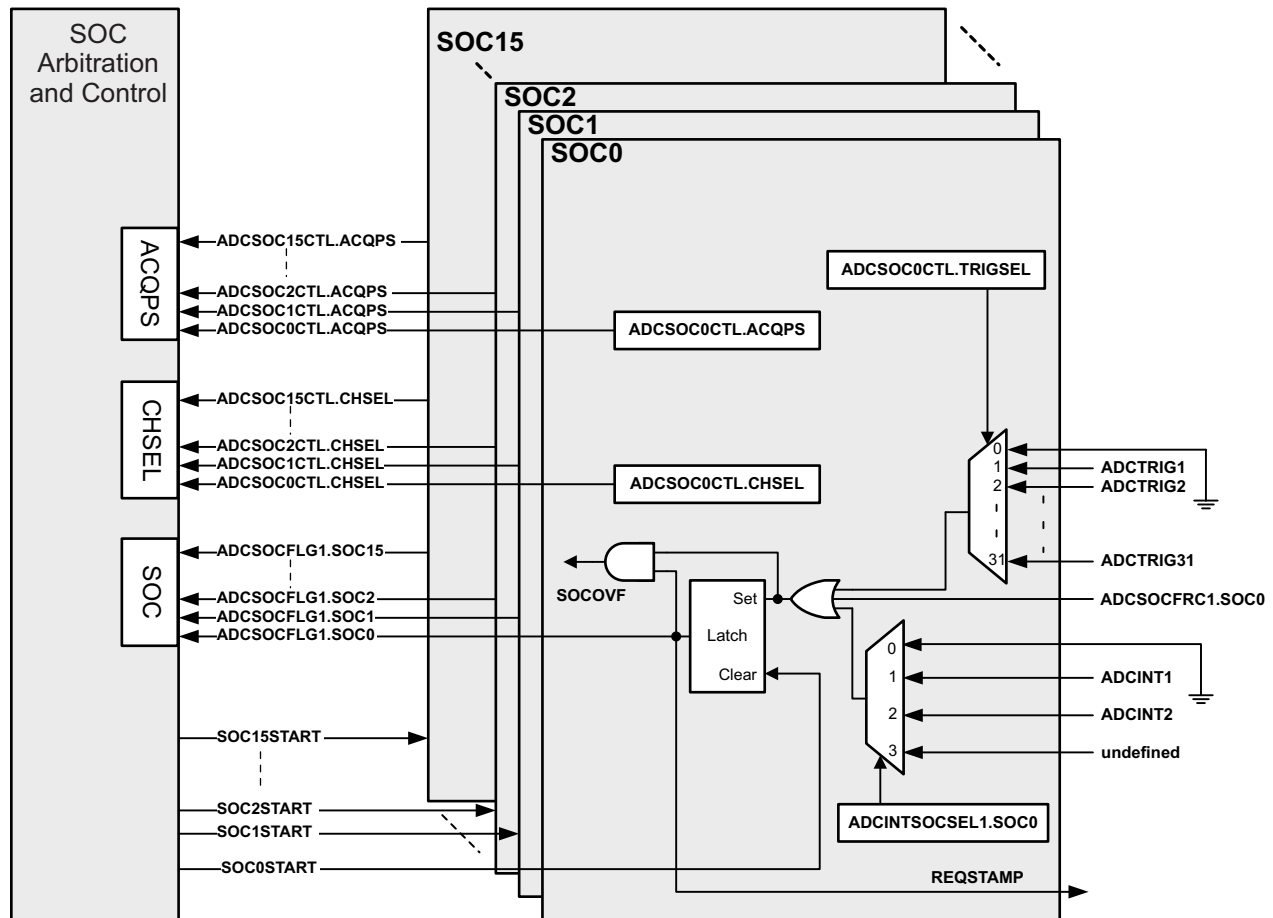 SOC
Arbitration
and Control
SOC15
SOC2
SOC1
SOC0
ACQPS
ADCSOC15CTL.ACQPS
ADCSOC2CTL.ACQPS
ADCSOC1CTL.ACQPS
ADCSOC0CTL.ACQPS
ADCSOC0CTL.ACQPS
ADCSOC0CTL.TRIGSEL
CHSEL
ADCSOC15CTL.CHSEL
ADCSOC2CTL.CHSEL
ADCSOC1CTL.CHSEL
ADCSOC0CTL.CHSEL
ADCSOC0CTL.CHSEL
0
1
2
31
ADCTRIG1
ADCTRIG2
ADCTRIG31
SOC
ADCSOCFLG1.SOC15
ADCSOCFLG1.SOC2
ADCSOCFLG1.SOC1
ADCSOCFLG1.SOC0
SOCOVF
Set
Latch
Clear
ADCSOCFRC1.SOC0
0
1
2
3
ADCINT1
ADCINT2
undefined
ADCINTSOCSEL1.SOC0
SOC15START
SOC2START
SOC1START
SOC0START
REQSTAMP